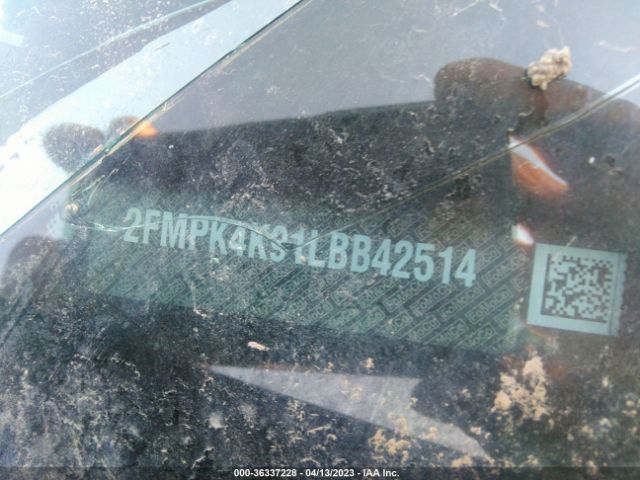 2FMPK4K91LBB42514
000-36337228 - 04/13/2023 - IAA Inc.